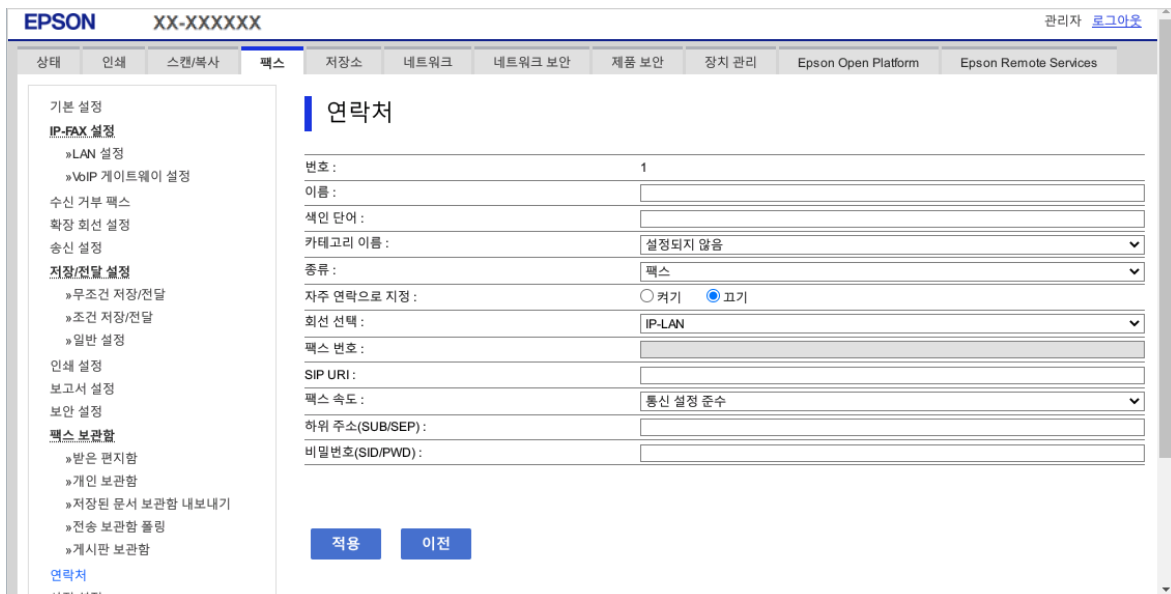 EPSON XX-XXXXXX 관리자 로그아웃
상태 인쇄 스캔/복사 팩스 저장소 네트워크 네트워크 보안 제품 보안 장치 관리 Epson Open Platform Epson Remote Services
기본 설정
IP-FAX 설정
»LAN 설정
»VoIP 게이트웨이 설정
수신 거부 팩스
확장 회선 설정
송신 설정
저장/전달 설정
»무조건 저장/전달
»조건 저장/전달
»일반 설정
인쇄 설정
보고서 설정
보안 설정
팩스 보관함
»받은 편지함
»개인 보관함
»저장된 문서 보관함 내보내기
»전송 보관함 폴링
»게시판 보관함
연락처
연락처
번호 : 1
이름 :
색인 단어 :
카테고리 이름 : 설정되지 않음
종류 : 팩스
자주 연락으로 지정 : 켜기 끄기
회선 선택 : IP-LAN
팩스 번호 :
SIP URI :
팩스 속도 : 통신 설정 준수
하위 주소(SUB/SEP) :
비밀번호(SID/PWD) :
적용 이전